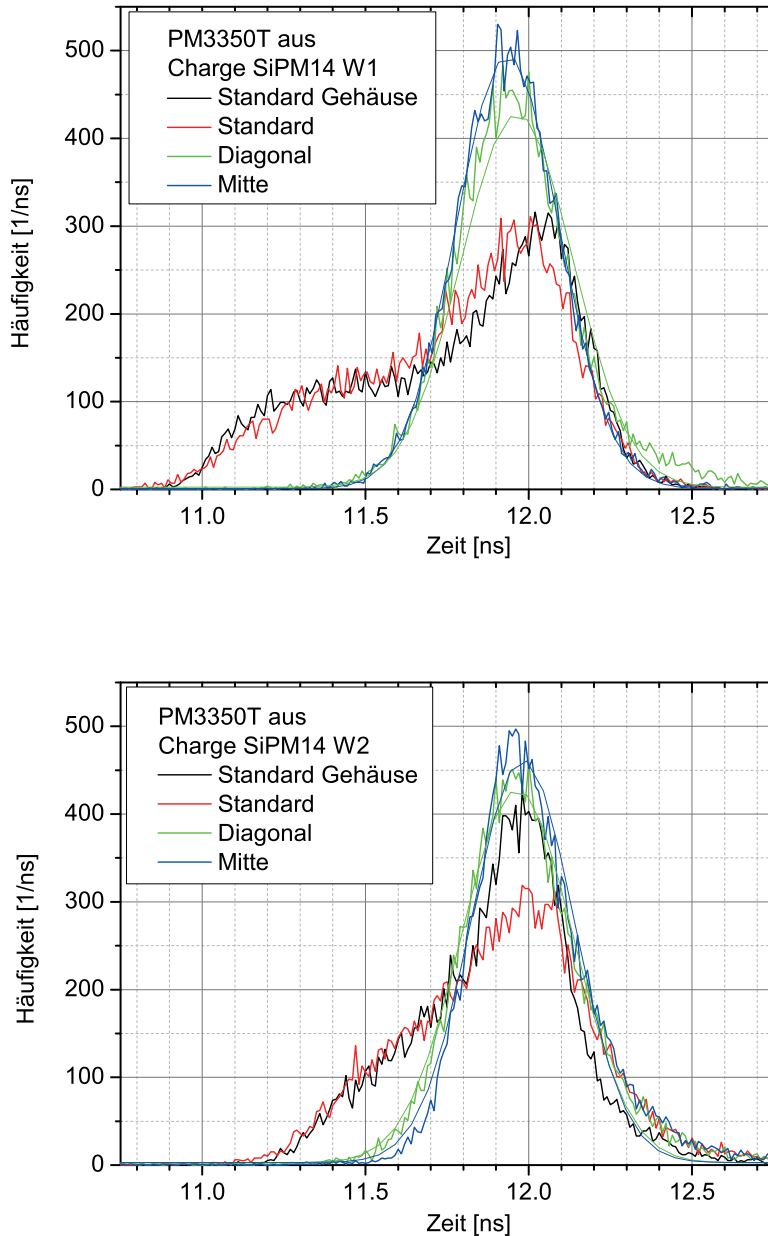 500
400
300
200
100
0
Häufigkeit [1/ns]
PM3350T aus
Charge SiPM14 W1
Standard Gehäuse
Standard
Diagonal
Mitte
11.0 11.5 12.0 12.5
Zeit [ns]
500
400
300
200
100
0
Häufigkeit [1/ns]
PM3350T aus
Charge SiPM14 W2
Standard Gehäuse
Standard
Diagonal
Mitte
11.0 11.5 12.0 12.5
Zeit [ns]